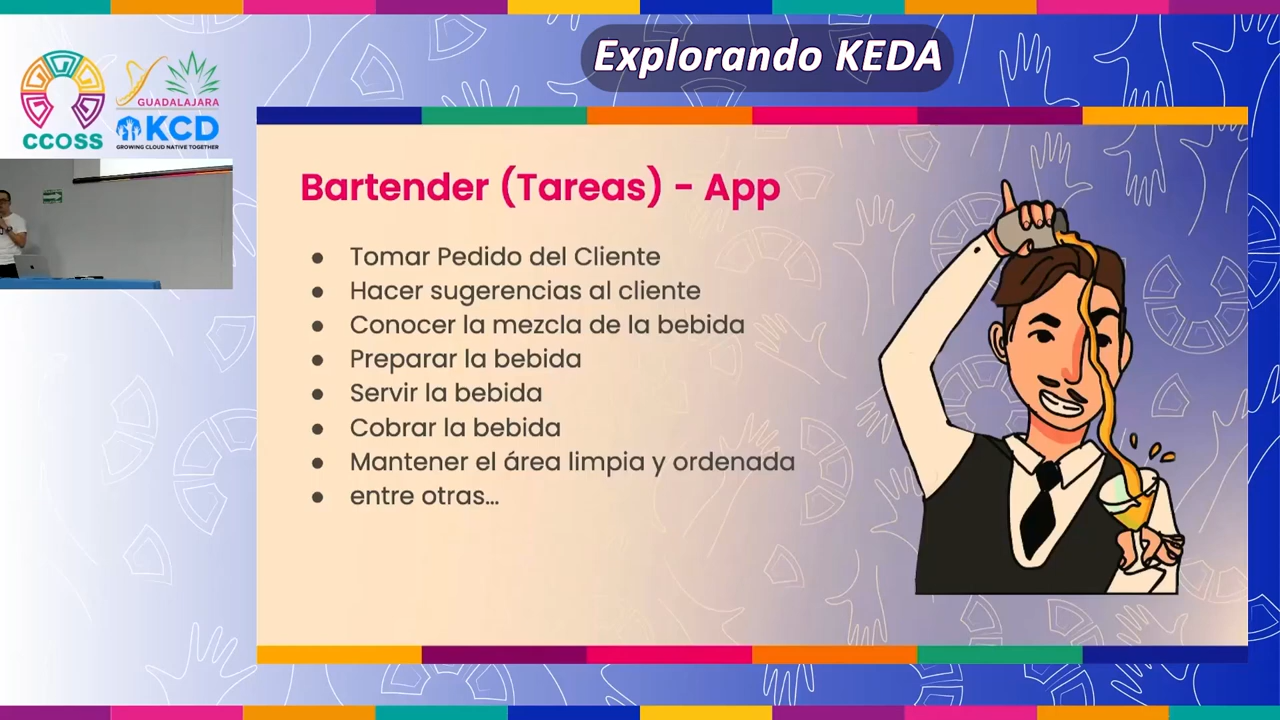 Explorando KEDA
CCOSS
GUADALAJARA
KCD
GROWING CLOUD NATIVE TOGETHER
Bartender (Tareas) - App
● Tomar Pedido del Cliente
● Hacer sugerencias al cliente
● Conocer la mezcla de la bebida
● Preparar la bebida
● Servir la bebida
● Cobrar la bebida
● Mantener el área limpia y ordenada
● entre otras...